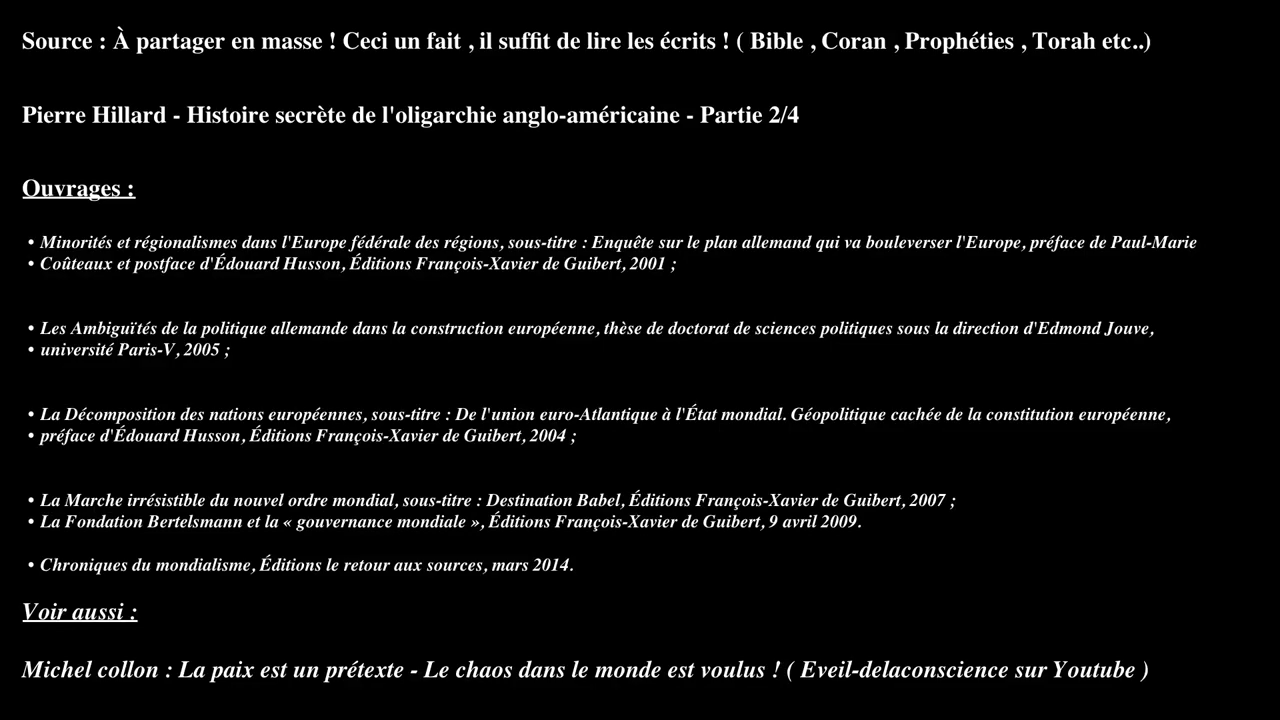 Source : À partager en masse ! Ceci un fait , il suffit de lire les écrits ! ( Bible , Coran , Prophéties , Torah etc..)
Pierre Hillard - Histoire secrète de l'oligarchie anglo-américaine - Partie 2/4
Ouvrages :
• Minorités et régionalismes dans l'Europe fédérale des régions, sous-titre : Enquête sur le plan allemand qui va bouleverser l'Europe, préface de Paul-Marie
• Coûteaux et postface d'Édouard Husson, Éditions François-Xavier de Guibert, 2001 ;
• Les Ambiguïtés de la politique allemande dans la construction européenne, thèse de doctorat de sciences politiques sous la direction d'Edmond Jouve,
• université Paris-V, 2005 ;
• La Décomposition des nations européennes, sous-titre : De l'union euro-Atlantique à l'État mondial. Géopolitique cachée de la constitution européenne,
• préface d'Édouard Husson, Éditions François-Xavier de Guibert, 2004 ;
• La Marche irrésistible du nouvel ordre mondial, sous-titre : Destination Babel, Éditions François-Xavier de Guibert, 2007 ;
• La Fondation Bertelsmann et la « gouvernance mondiale », Éditions François-Xavier de Guibert, 9 avril 2009.
• Chroniques du mondialisme, Éditions le retour aux sources, mars 2014.
Voir aussi :
Michel collon : La paix est un prétexte - Le chaos dans le monde est voulus ! ( Eveil-delaconscience sur Youtube )